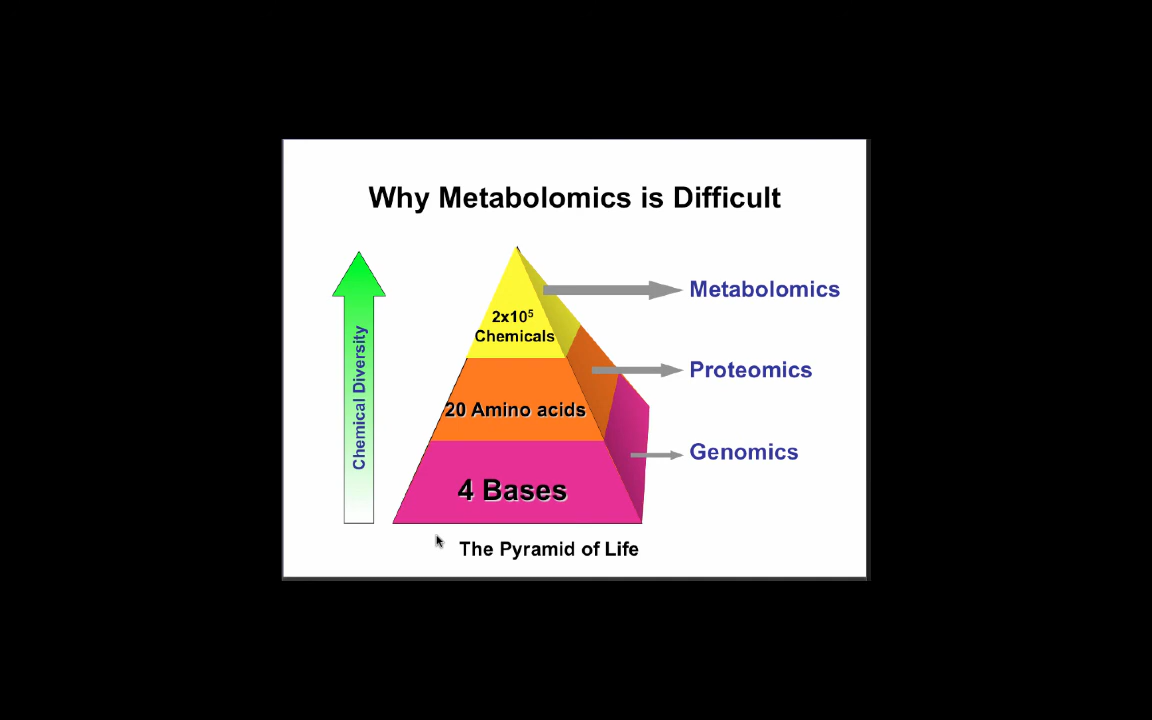 Why Metabolomics is Difficult
Chemical Diversity
2x10⁵
Chemicals
Metabolomics
20 Amino acids
Proteomics
4 Bases
Genomics
The Pyramid of Life